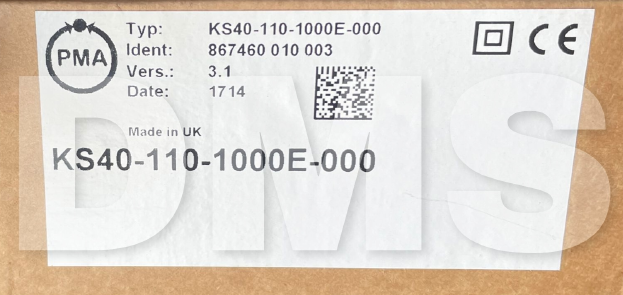 PMA
Typ: KS40-110-1000E-000
Ident: 867460 010 003
Vers.: 3.1
Date: 1714
CE
Made in UK
KS40-110-1000E-000
DMS